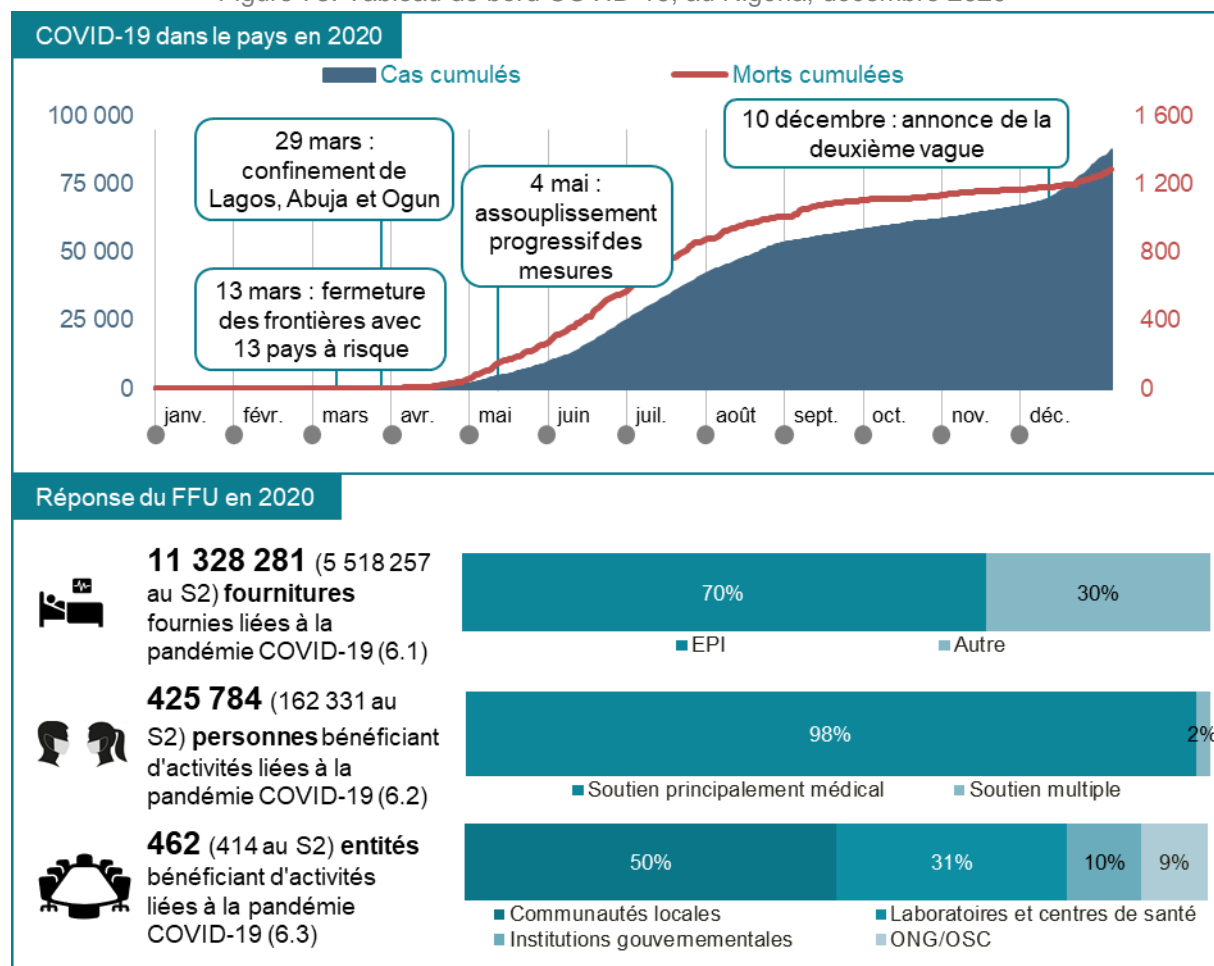 COVID-19 dans le pays en 2020
Cas cumulés
Morts cumulées
100 000
75 000
50 000
25 000
0
1 600
1 200
800
400
0
29 mars :
confinement de
Lagos, Abuja et Ogun
13 mars : fermeture
des frontières avec
13 pays à risque
4 mai :
assouplissement
progressif des
mesures
10 décembre : annonce de la
deuxième vague
janv.
févr.
mars
avr.
mai
juin
juil.
août
sept.
oct.
nov.
déc.
Réponse du FFU en 2020
11 328 281 (5 518 257
au S2) fournitures
fournies liées à la
pandémie COVID-19 (6.1)
70%
30%
EPI
Autre
425 784 (162 331 au
S2) personnes bénéficiant
d'activités liées à la
pandémie COVID-19 (6.2)
98%
2%
Soutien principalement médical
Soutien multiple
462 (414 au S2) entités
bénéficiant d'activités
liées à la pandémie
COVID-19 (6.3)
50%
31%
10%
9%
Communautés locales
Laboratoires et centres de santé
Institutions gouvernementales
ONG/OSC